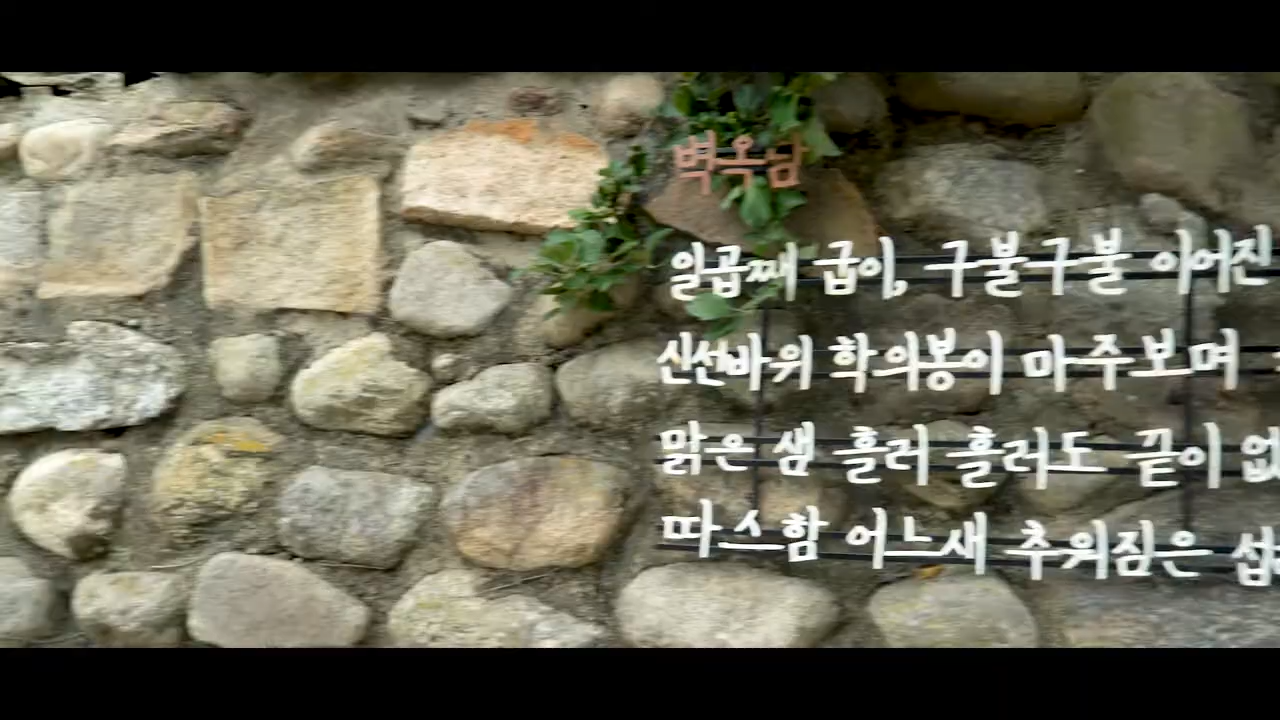 벽옥담
일곱째 굽이, 구불구불 이어진
신선바위 학의봉이 마주보며
맑은 샘 흘러 흘러도 끝이
따스함 어느새 추워짐은